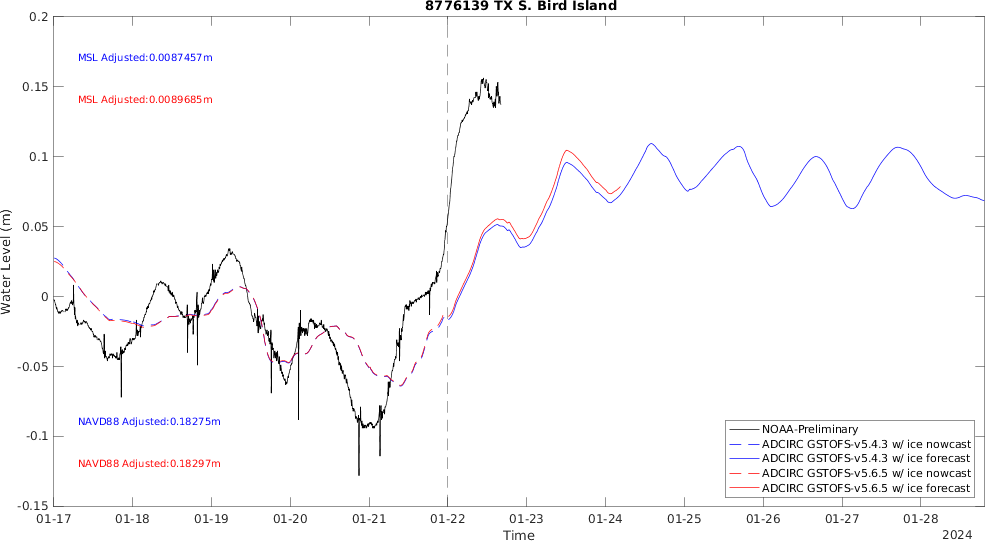 8776139 TX S. Bird Island
0.2
0.15
0.1
0.05
0
-0.05
-0.1
-0.15
Water Level (m)
MSL Adjusted:0.0087457m
MSL Adjusted:0.0089685m
NAVD88 Adjusted:0.18275m
NAVD88 Adjusted:0.18297m
NOAA-Preliminary
ADCIRC GSTOFS-v5.4.3 w/ ice nowcast
ADCIRC GSTOFS-v5.4.3 w/ ice forecast
ADCIRC GSTOFS-v5.6.5 w/ ice nowcast
ADCIRC GSTOFS-v5.6.5 w/ ice forecast
01-17 01-18 01-19 01-20 01-21 01-22 01-23 01-24 01-25 01-26 01-27 01-28
Time
2024